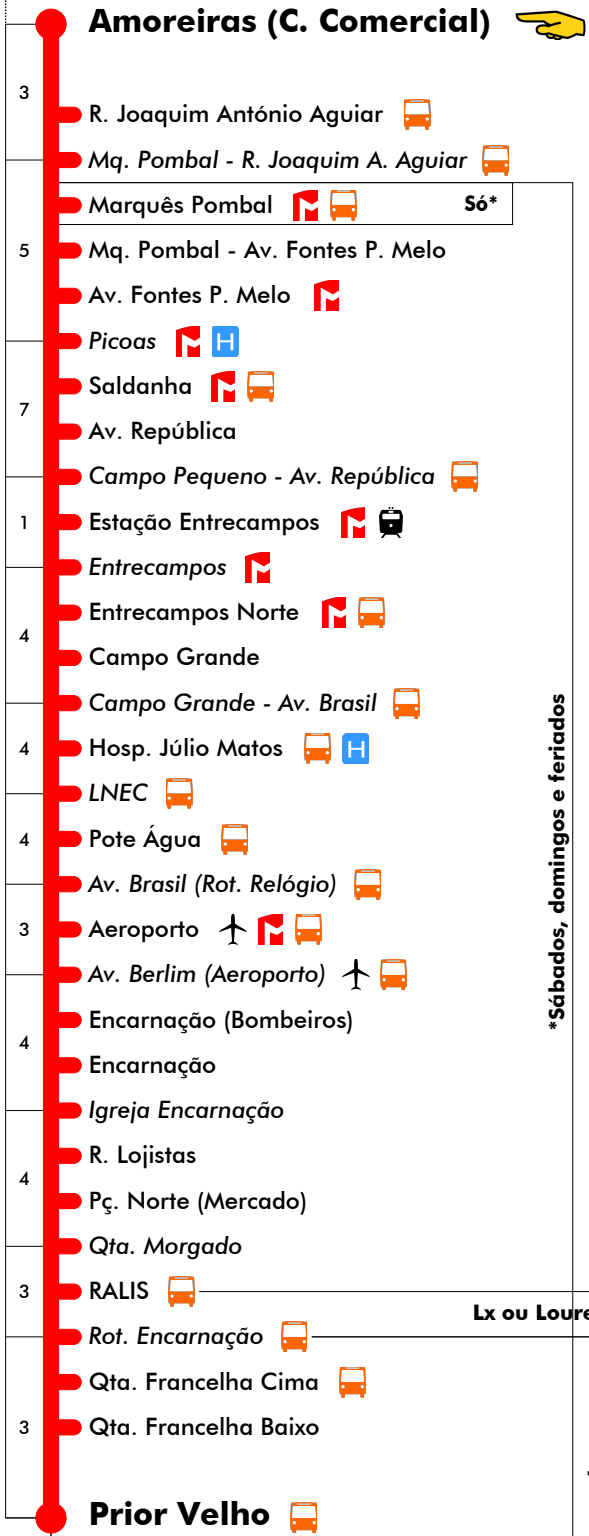 Amoreiras (C. Comercial)
3
R. Joaquim António Aguiar
Mq. Pombal - R. Joaquim A. Aguiar
Marquês Pombal Só*
5
Mq. Pombal - Av. Fontes P. Melo
Av. Fontes P. Melo
Picoas H
Saldanha
7
Av. República
Campo Pequeno - Av. República
1
Estação Entrecampos
Entrecampos
Entrecampos Norte
4
Campo Grande
Campo Grande - Av. Brasil
4
Hosp. Júlio Matos H
LNEC
4
Pote Água
Av. Brasil (Rot. Relógio)
3
Aeroporto
Av. Berlim (Aeroporto)
*Sábados, domingos e feriados
Encarnação (Bombeiros)
4
Encarnação
Igreja Encarnação
R. Lojistas
4
Pç. Norte (Mercado)
Qta. Morgado
3
RALIS
Lx ou Loure
Rot. Encarnação
Qta. Francelha Cima
3
Qta. Francelha Baixo
Prior Velho